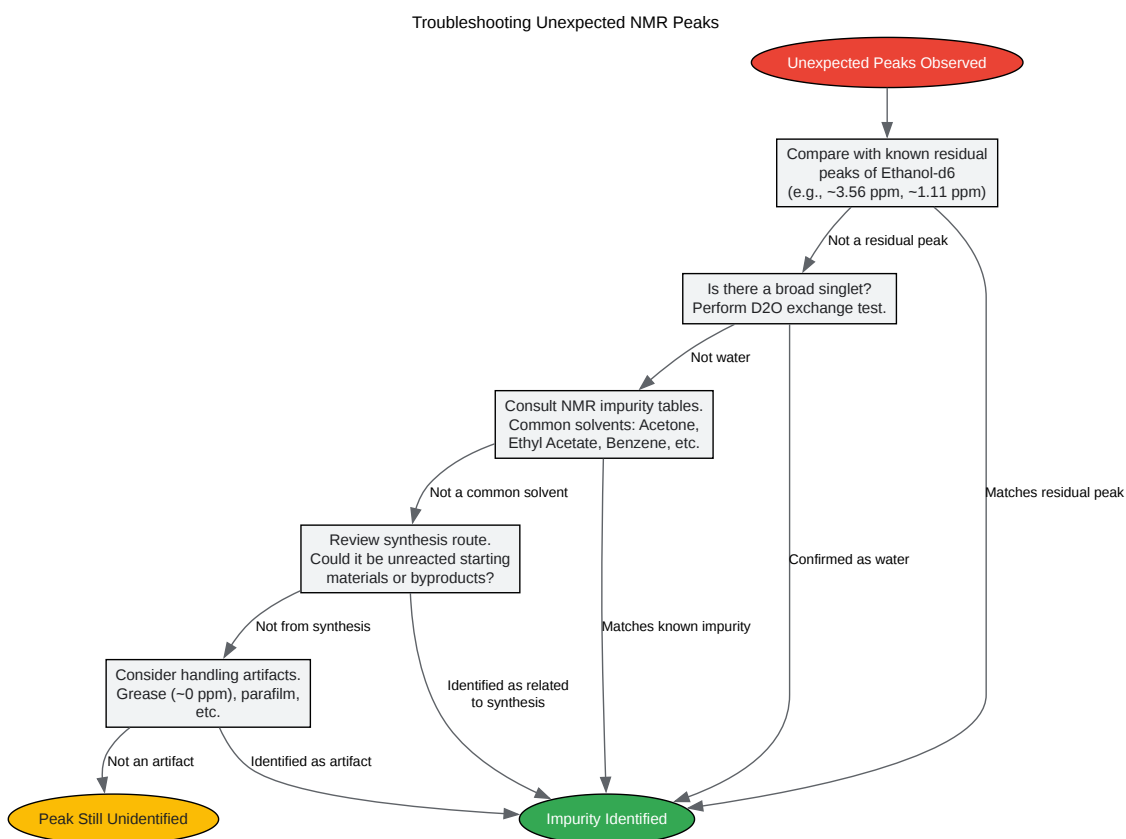 Troubleshooting Unexpected NMR Peaks
Unexpected Peaks Observed
Compare with known residual
peaks of Ethanol-d6
(e.g., ~3.56 ppm, ~1.11 ppm)
Not a residual peak
Is there a broad singlet?
Perform D2O exchange test.
Not water
Consult NMR impurity tables.
Common solvents: Acetone,
Ethyl Acetate, Benzene, etc.
Not a common solvent
Matches residual peak
Review synthesis route.
Could it be unreacted starting
materials or byproducts?
Confirmed as water
Not from synthesis
Matches known impurity
Consider handling artifacts.
Grease (~0 ppm), parafilm,
etc.
Identified as related
to synthesis
Not an artifact
Identified as artifact
Peak Still Unidentified
Impurity Identified